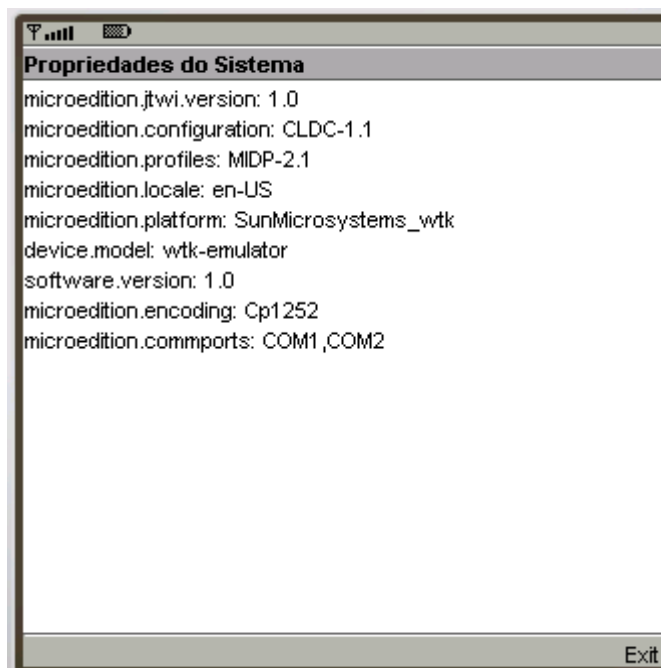 Propriedades do Sistema
microedition.jtwi.version: 1.0
microedition.configuration: CLDC-1.1
microedition.profiles: MIDP-2.1
microedition.locale: en-US
microedition.platform: SunMicrosystems_wtk
device.model: wtk-emulator
software.version: 1.0
microedition.encoding: Cp1252
microedition.commports: COM1,COM2
Exit